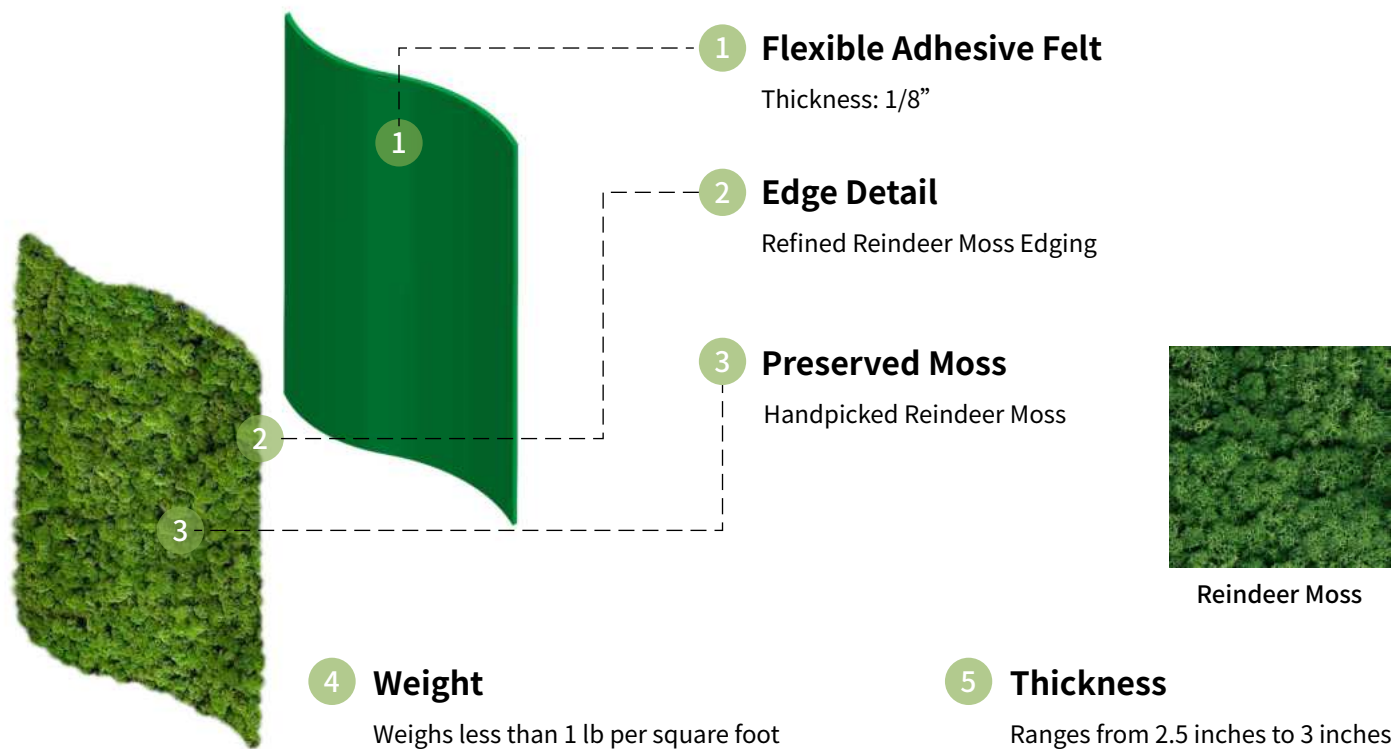 1 Flexible Adhesive Felt
Thickness: 1/8”
1
2 Edge Detail
Refined Reindeer Moss Edging
3 Preserved Moss
Handpicked Reindeer Moss
2
3
Reindeer Moss
4 Weight
Weighs less than 1 lb per square foot
5 Thickness
Ranges from 2.5 inches to 3 inches